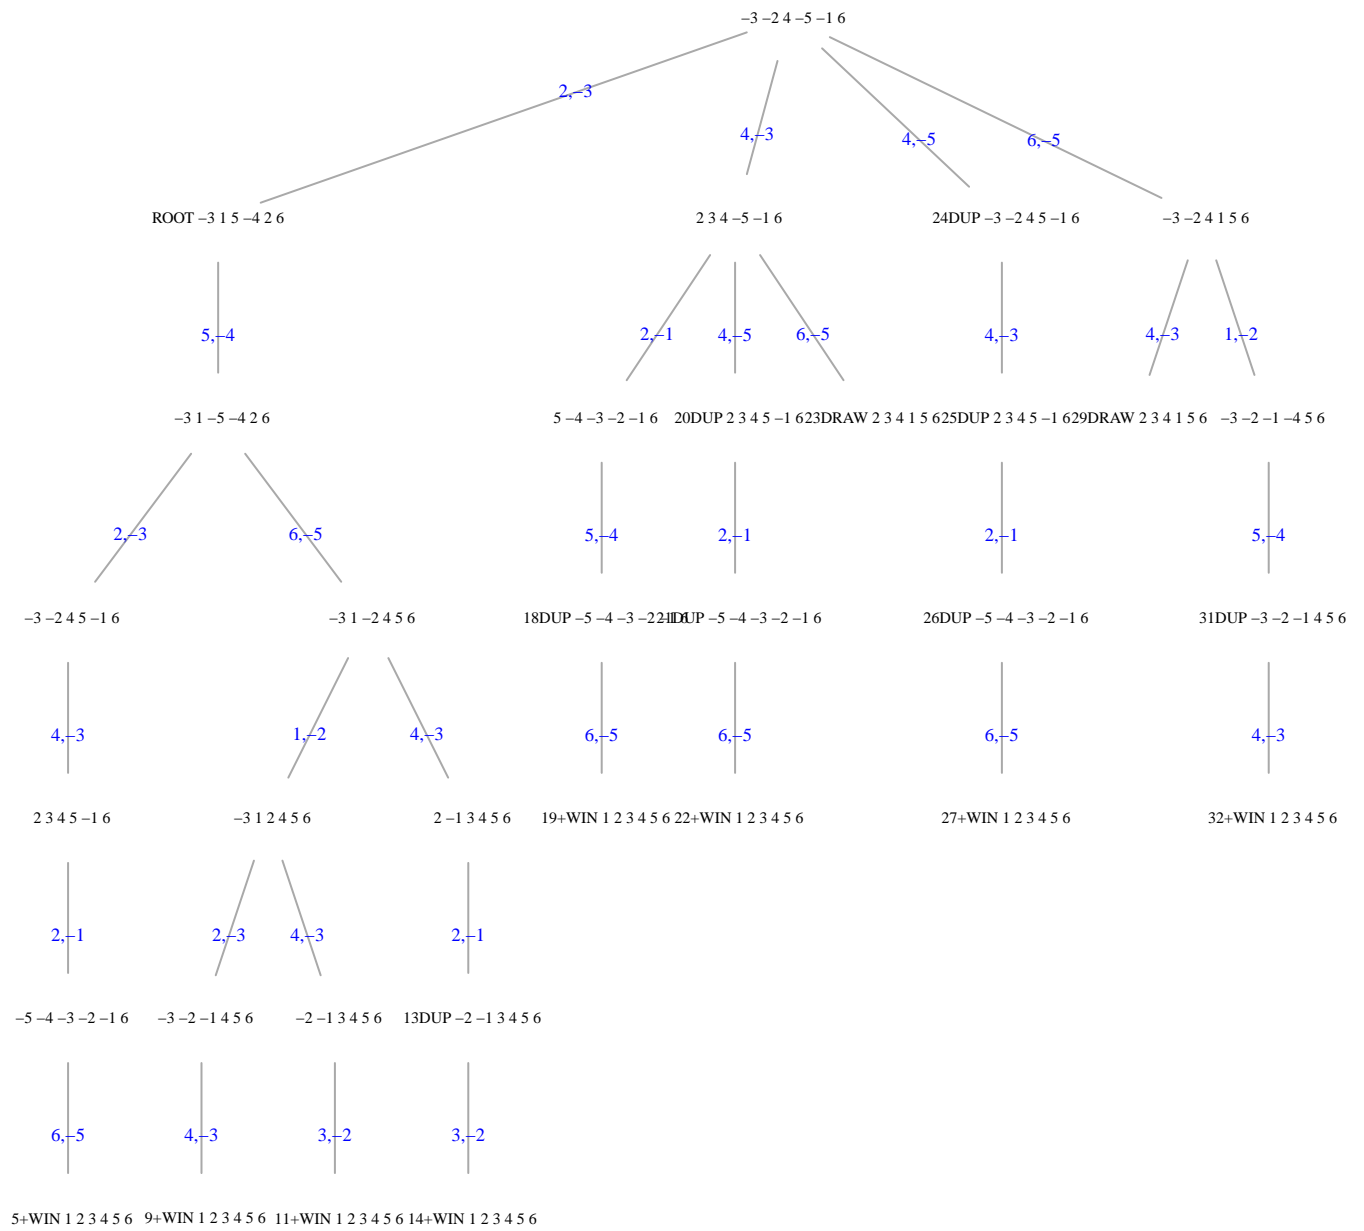 −3 −2 4 −5 −1 6
2,−3
4,−3
4,−5
6,−5
ROOT −3 1 5 −4 2 6
2 3 4 −5 −1 6
24DUP −3 −2 4 5 −1 6
−3 −2 4 1 5 6
5,−4
2,−1
4,−5
6,−5
4,−3
4,−3
1,−2
−3 1 −5 −4 2 6
5 −4 −3 −2 −1 6
20DUP 2 3 4 5 −1 6
23DRAW 2 3 4 1 5 6
25DUP 2 3 4 5 −1 6
29DRAW 2 3 4 1 5 6
−3 −2 −1 −4 5 6
2,−3
6,−5
5,−4
2,−1
2,−1
5,−4
−3 −2 4 5 −1 6
−3 1 −2 4 5 6
18DUP −5 −4 −3 −2 −1 6
21DUP −5 −4 −3 −2 −1 6
26DUP −5 −4 −3 −2 −1 6
31DUP −3 −2 −1 4 5 6
4,−3
1,−2
4,−3
6,−5
6,−5
6,−5
4,−3
2 3 4 5 −1 6
−3 1 2 4 5 6
2 −1 3 4 5 6
19+WIN 1 2 3 4 5 6
22+WIN 1 2 3 4 5 6
27+WIN 1 2 3 4 5 6
32+WIN 1 2 3 4 5 6
2,−1
2,−3
4,−3
2,−1
−5 −4 −3 −2 −1 6
−3 −2 −1 4 5 6
−2 −1 3 4 5 6
13DUP −2 −1 3 4 5 6
6,−5
4,−3
3,−2
3,−2
5+WIN 1 2 3 4 5 6
9+WIN 1 2 3 4 5 6
11+WIN 1 2 3 4 5 6
14+WIN 1 2 3 4 5 6